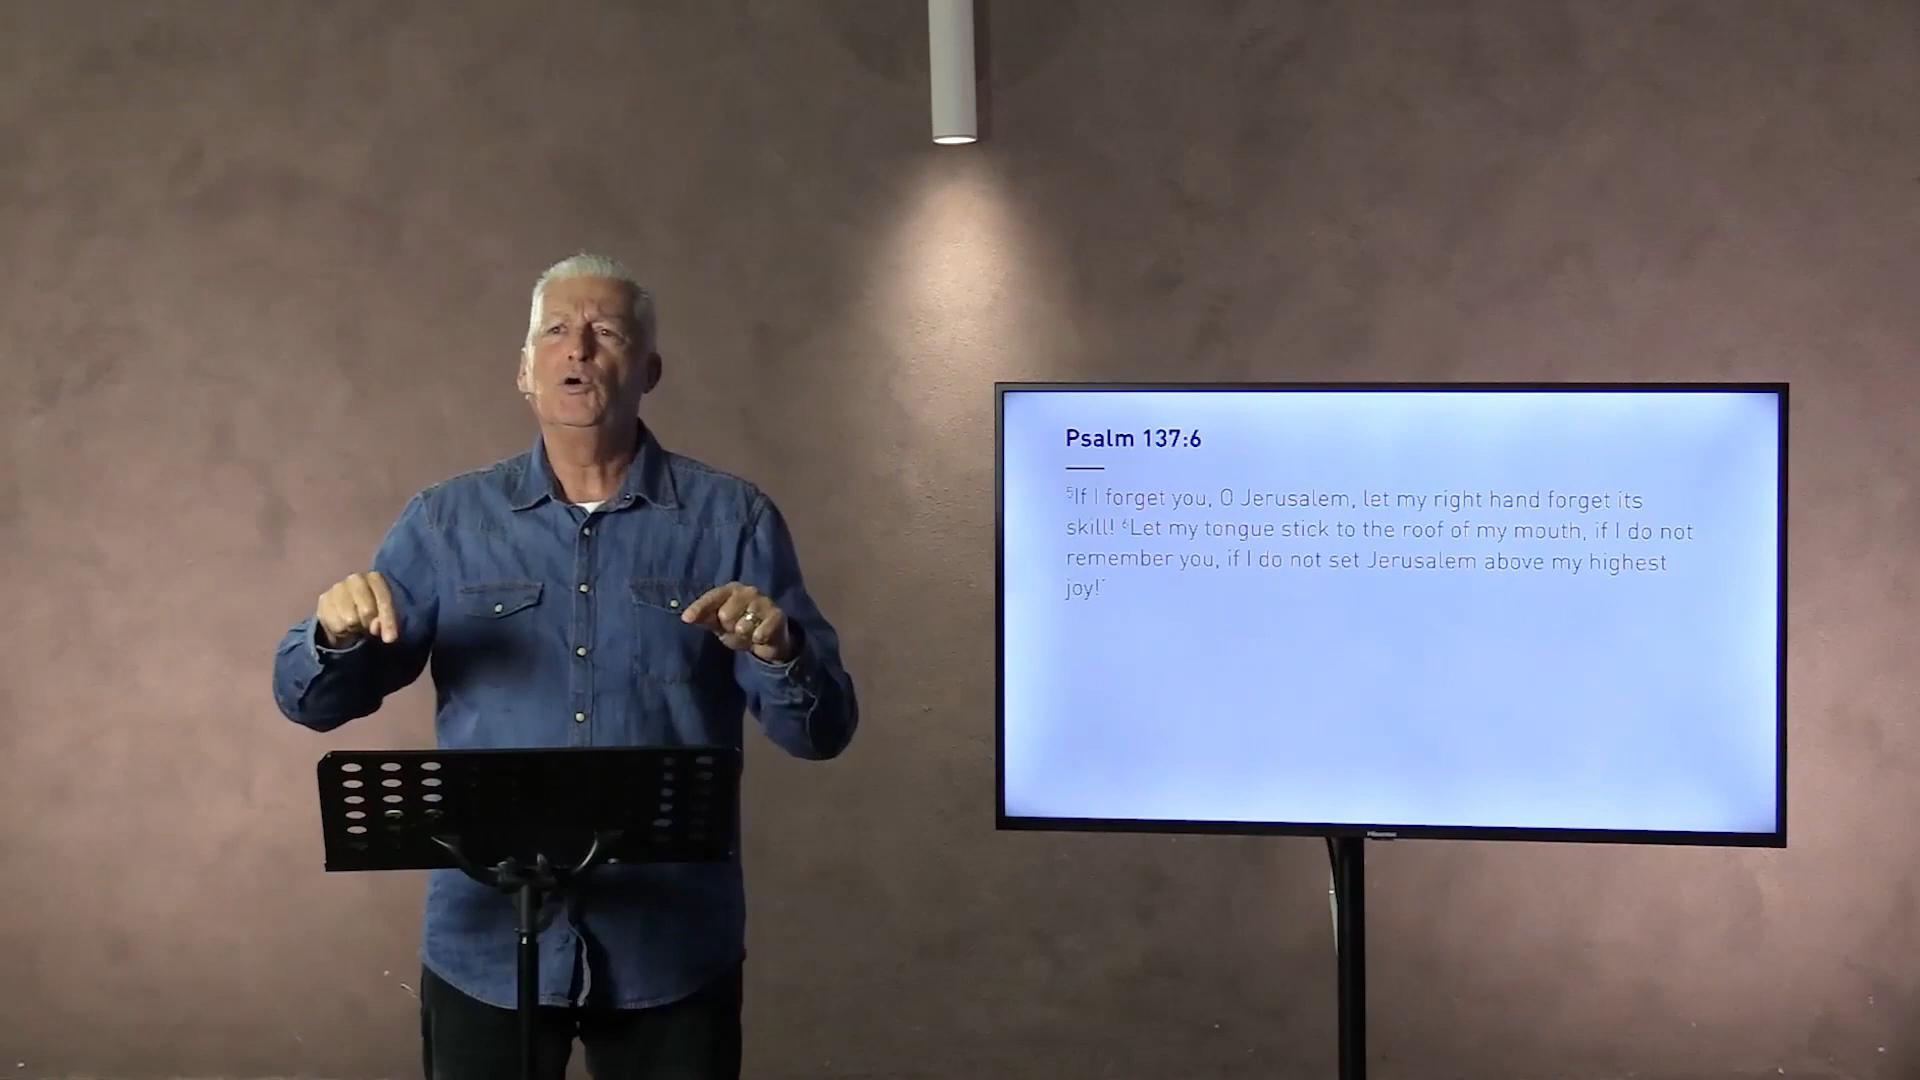 Psalm 137:6
⁵If I forget you, O Jerusalem, let my right hand forget its
skill! ⁶Let my tongue stick to the roof of my mouth, if I do not
remember you, if I do not set Jerusalem above my highest
joy!"
Hisense